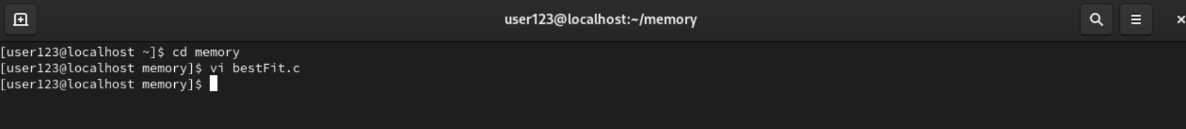 user123@localhost:~/memory
[user123@localhost ~]$ cd memory
[user123@localhost memory]$ vi bestFit.c
[user123@localhost memory]$